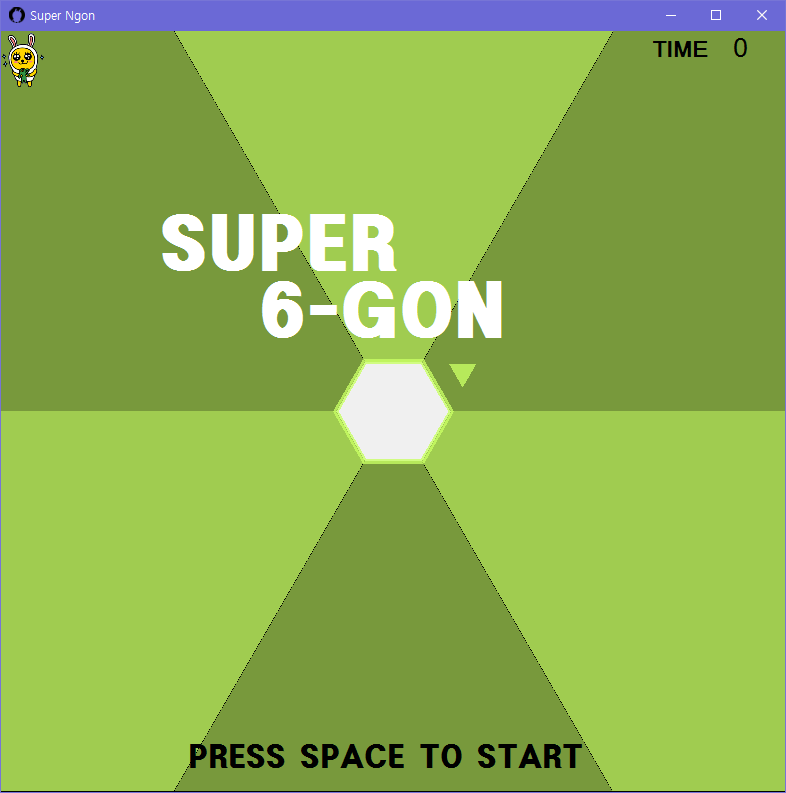 Super Ngon
TIME 0
SUPER
6-GON
PRESS SPACE TO START